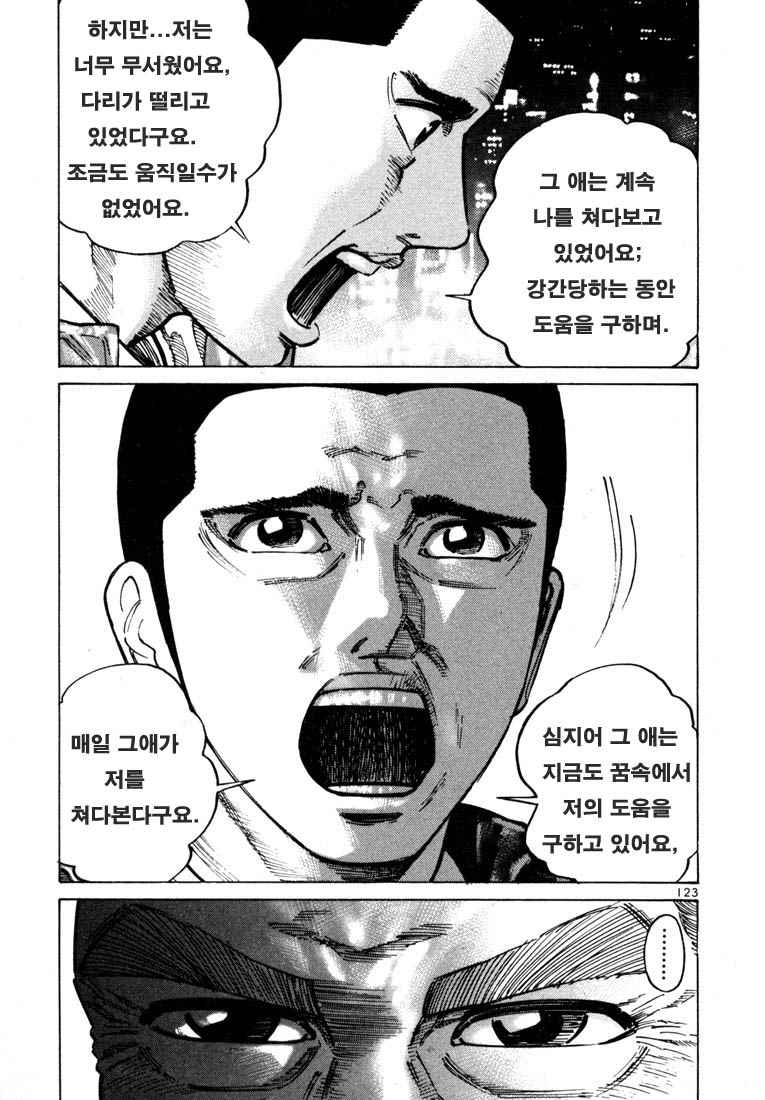 그 애는 계속
나를 쳐다보고
있었어요;
강간당하는 동안
도움을 구하며.
하지만...저는
너무 무서웠어요,
다리가 떨리고
있었다구요.
조금도 움직일수가
없었어요.
심지어 그 애는
지금도 꿈속에서
저의 도움을
구하고 있어요,
매일 그애가
저를
쳐다본다구요.
123
………